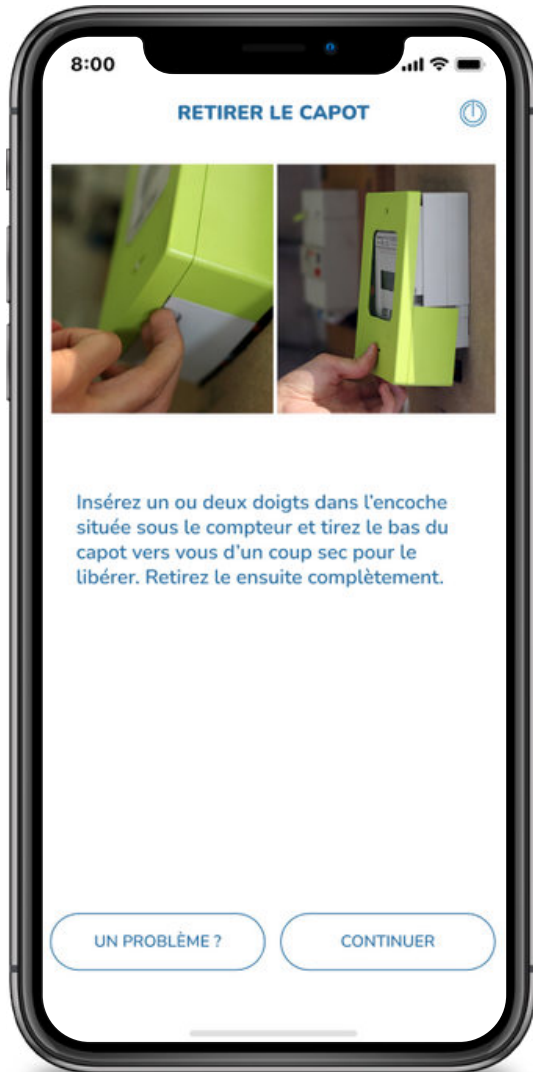 8:00
RETIRER LE CAPOT
Insérez un ou deux doigts dans l'encoche
située sous le compteur et tirez le bas du
capot vers vous d'un coup sec pour le
libérer. Retirez le ensuite complètement.
UN PROBLÈME ?
CONTINUER